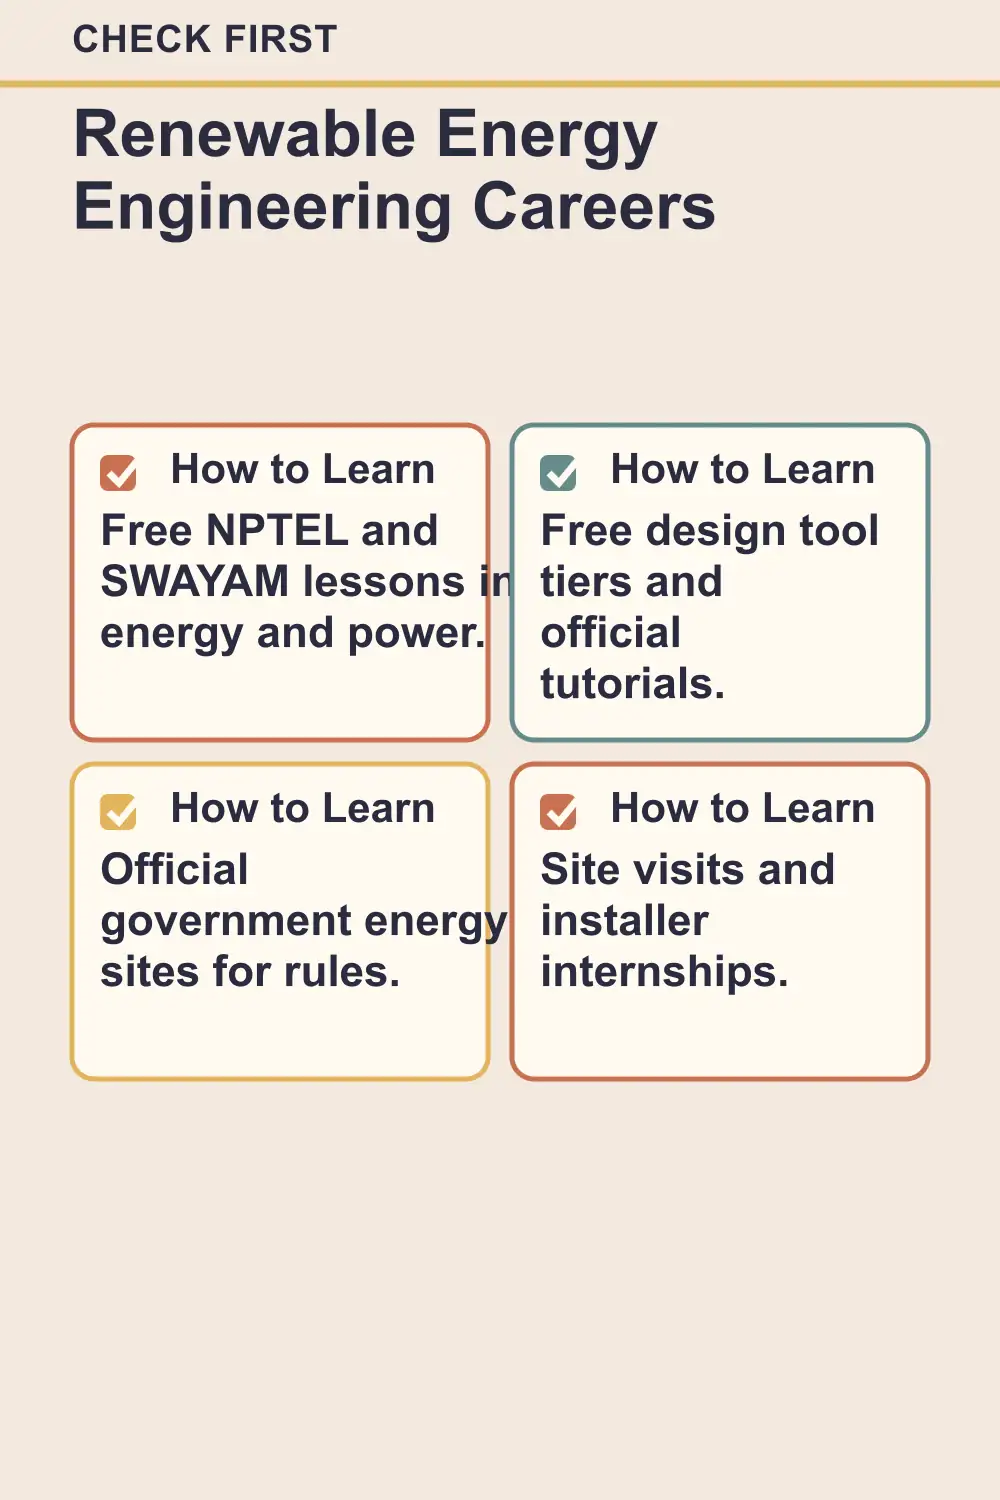 CHECK FIRST
Renewable Energy
Engineering Careers
How to Learn
Free NPTEL and
SWAYAM lessons in
energy and power.
How to Learn
Free design tool
tiers and
official
tutorials.
How to Learn
Official
government energy
sites for rules.
How to Learn
Site visits and
installer
internships.